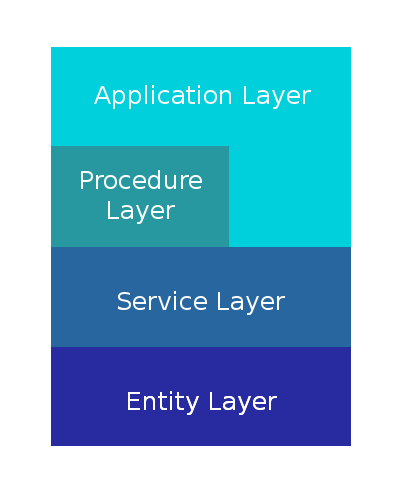 Application Layer
Procedure
Layer
Service Layer
Entity Layer